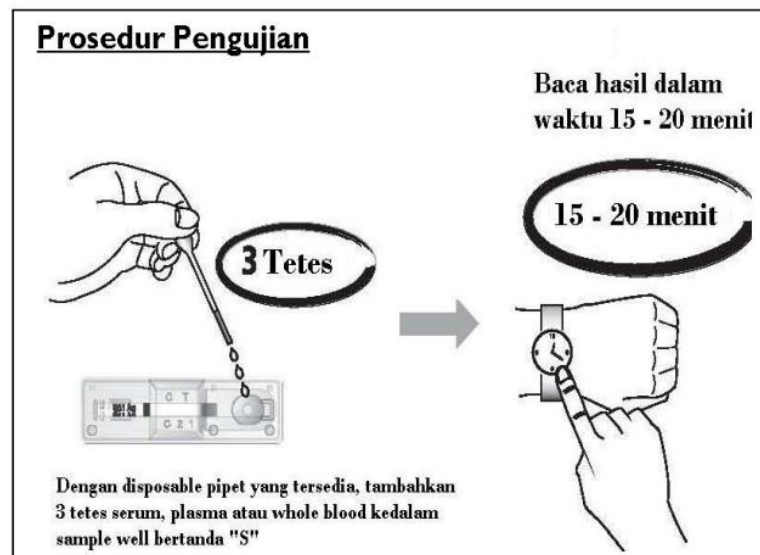 Prosedur Pengujian
Baca hasil dalam
waktu 15 - 20 menit
15 - 20 menit
3 Tetes
C T
C 2 1
Dengan disposable pipet yang tersedia, tambahkan
3 tetes serum, plasma atau whole blood kedalam
sample well bertanda "S"